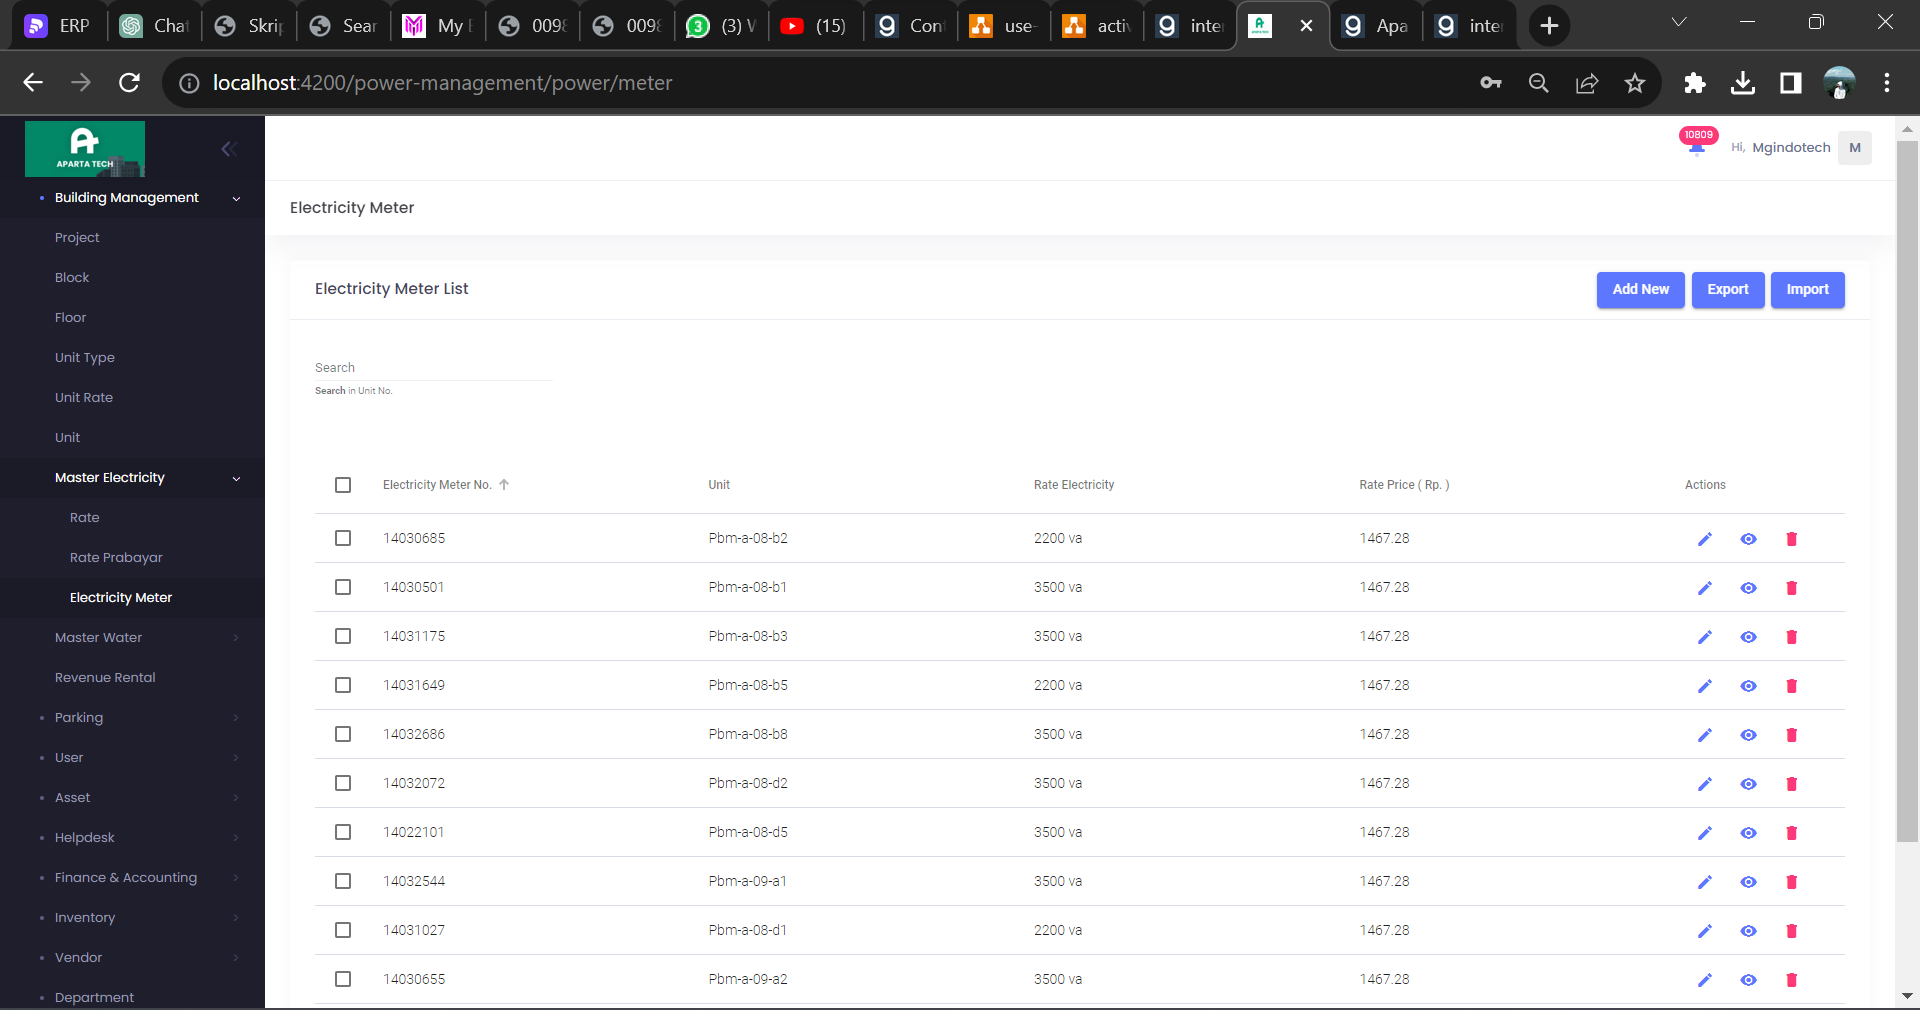 ERP
Chat
Skrip
Sear
My E
0098
0098
(3) W
(15)
Con
use-
activ
inte
Apa
inte
localhost:4200/power-management/power/meter
APARTA TECH
10809
Hi, Mgindotech M
Building Management
Project
Block
Floor
Unit Type
Unit Rate
Unit
Master Electricity
Rate
Rate Prabayar
Electricity Meter
Master Water
Revenue Rental
Parking
User
Asset
Helpdesk
Finance & Accounting
Inventory
Vendor
Department
Electricity Meter
Electricity Meter List
Add New
Export
Import
Search
Search in Unit No.
Electricity Meter No. Unit Rate Electricity Rate Price ( Rp. ) Actions
14030685 Pbm-a-08-b2 2200 va 1467.28
14030501 Pbm-a-08-b1 3500 va 1467.28
14031175 Pbm-a-08-b3 3500 va 1467.28
14031649 Pbm-a-08-b5 2200 va 1467.28
14032686 Pbm-a-08-b8 3500 va 1467.28
14032072 Pbm-a-08-d2 3500 va 1467.28
14022101 Pbm-a-08-d5 3500 va 1467.28
14032544 Pbm-a-09-a1 3500 va 1467.28
14031027 Pbm-a-08-d1 2200 va 1467.28
14030655 Pbm-a-09-a2 3500 va 1467.28